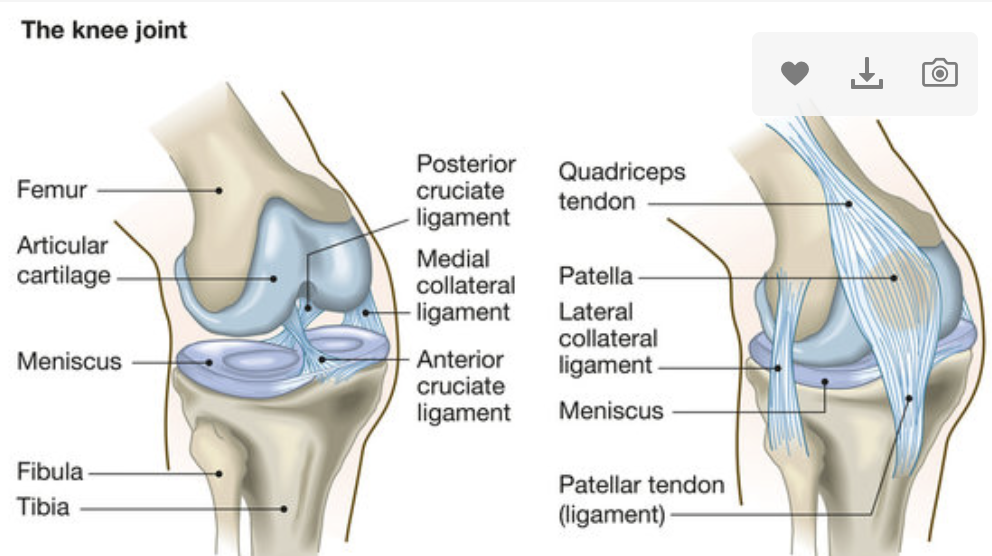 The knee joint
Femur
Articular
cartilage
Meniscus
Fibula
Tibia
Posterior
cruciate
ligament
Medial
collateral
ligament
Anterior
cruciate
ligament
Quadriceps
tendon
Patella
Lateral
collateral
ligament
Meniscus
Patellar tendon
(ligament)